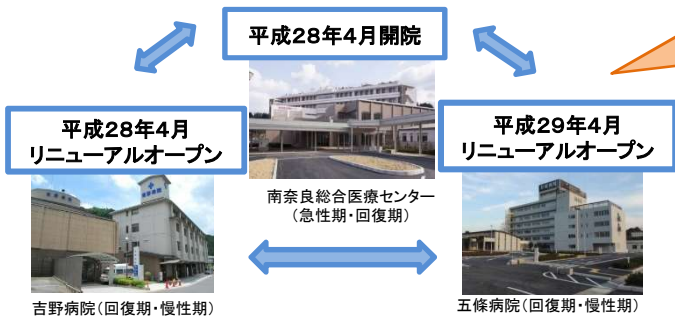 平成28年4月開院
平成28年4月
リニューアルオープン
平成29年4月
リニューアルオープン
南奈良総合医療センター
（急性期・回復期）
吉野病院（回復期・慢性期）
五條病院（回復期・慢性期）